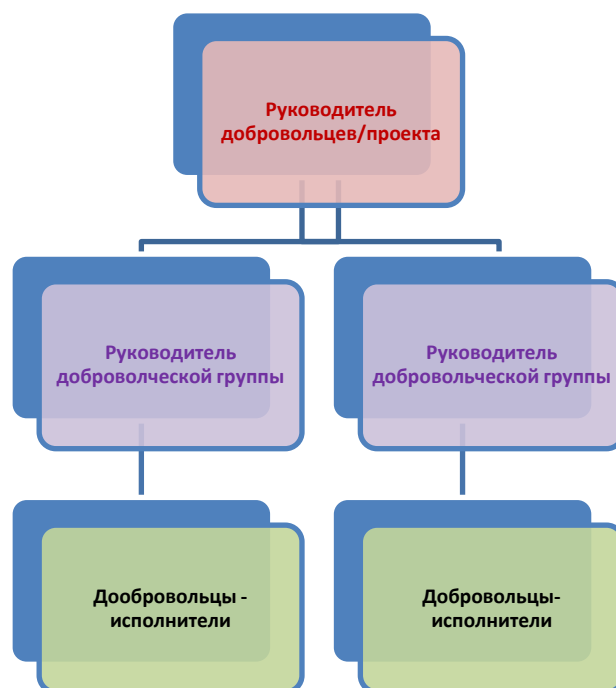 Руководитель
добровольцев/проекта
Руководитель
доброволческой группы
Руководитель
добровольческой группы
Дообровольцы -
исполнители
Добровольцы-
исполнители